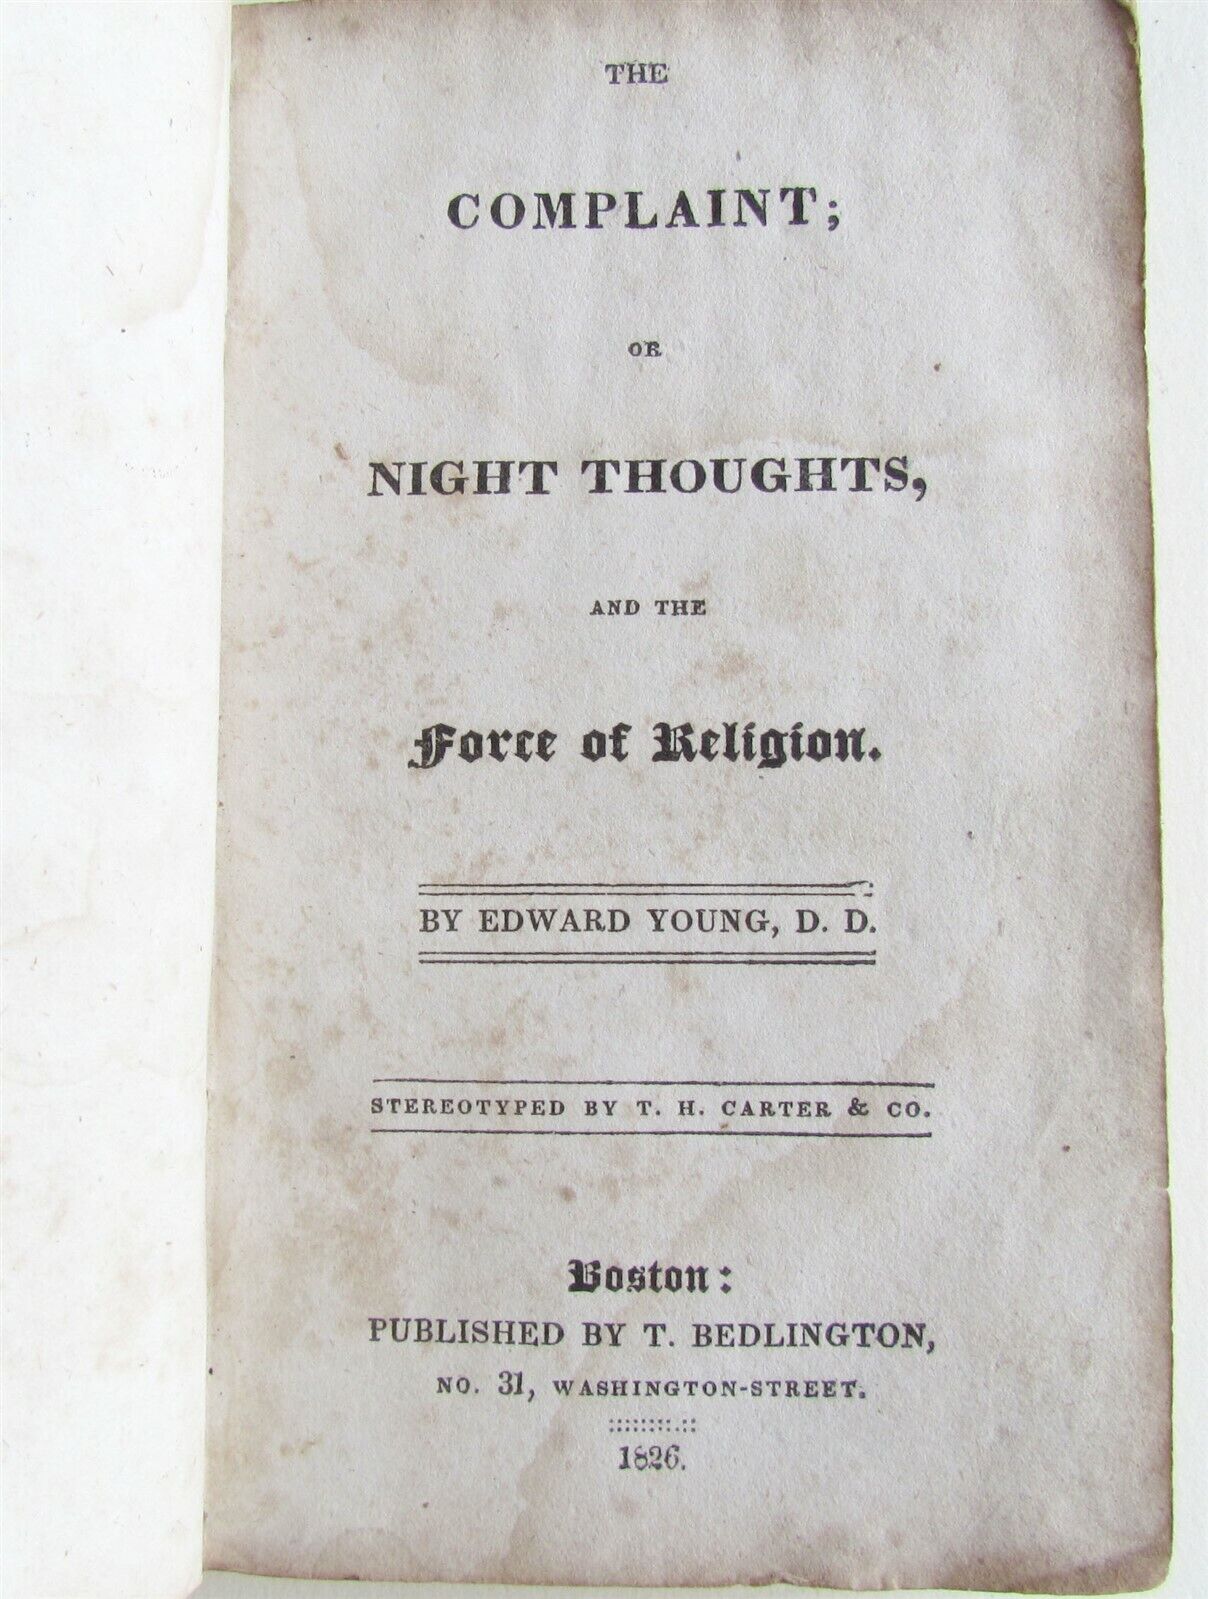 THE
COMPLAINT;
OR
NIGHT THOUGHTS,
AND THE
Force of Religion.
BY EDWARD YOUNG, D. D.
STEREOTYPED BY T. H. CARTER & CO.
Boston:
PUBLISHED BY T. BEDLINGTON,
NO. 31, WASHINGTON-STREET.
1826.